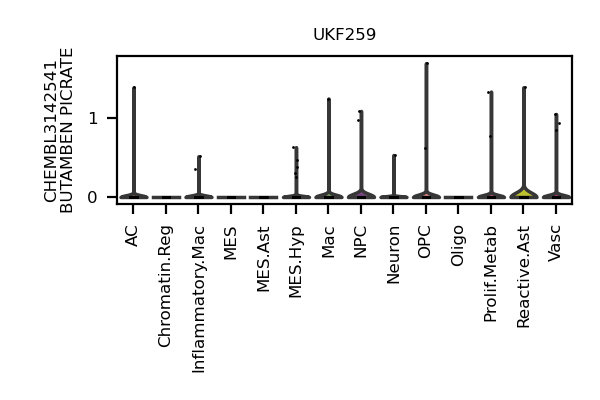 UKF259
CHEMBL3142541
BUTAMBEN PICRATE
1
0
AC
Chromatin.Reg
Inflammatory.Mac
MES
MES.Ast
MES.Hyp
Mac
NPC
Neuron
OPC
Oligo
Prolif.Metab
Reactive.Ast
Vasc